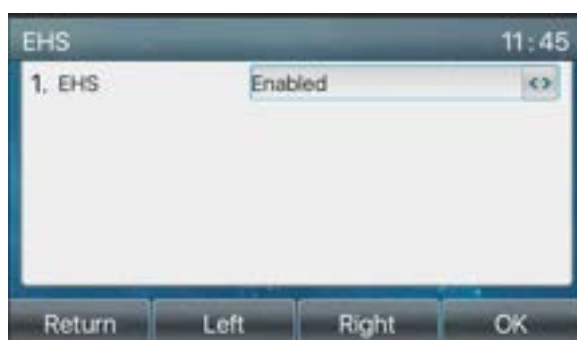 EHS 11:45
1. EHS Enabled <>
Return Left Right OK